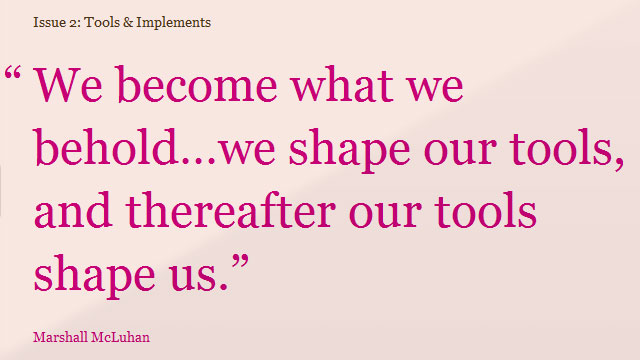 Issue 2: Tools & Implements
“ We become what we
behold...we shape our tools,
and thereafter our tools
shape us.”
Marshall McLuhan